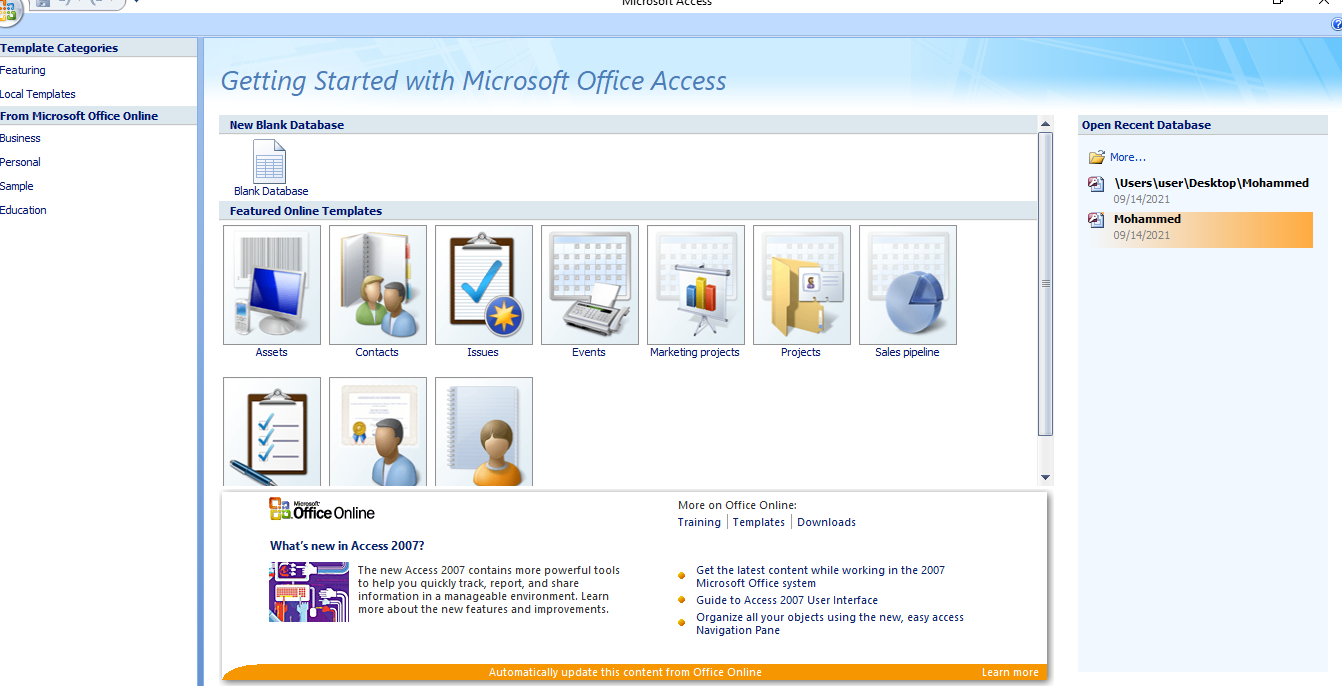 Microsoft Access
Template Categories
Featuring
Local Templates
From Microsoft Office Online
Business
Personal
Sample
Education
Getting Started with Microsoft Office Access
New Blank Database
Blank Database
Featured Online Templates
Assets
Contacts
Issues
Events
Marketing projects
Projects
Sales pipeline
Microsoft
Office Online
What's new in Access 2007?
The new Access 2007 contains more powerful tools
to help you quickly track, report, and share
information in a manageable environment. Learn
more about the new features and improvements.
More on Office Online:
Training | Templates | Downloads
Get the latest content while working in the 2007
Microsoft Office system
Guide to Access 2007 User Interface
Organize all your objects using the new, easy access
Navigation Pane
Automatically update this content from Office Online
Learn more
Open Recent Database
More...
\Users\user\Desktop\Mohammed
09/14/2021
Mohammed
09/14/2021